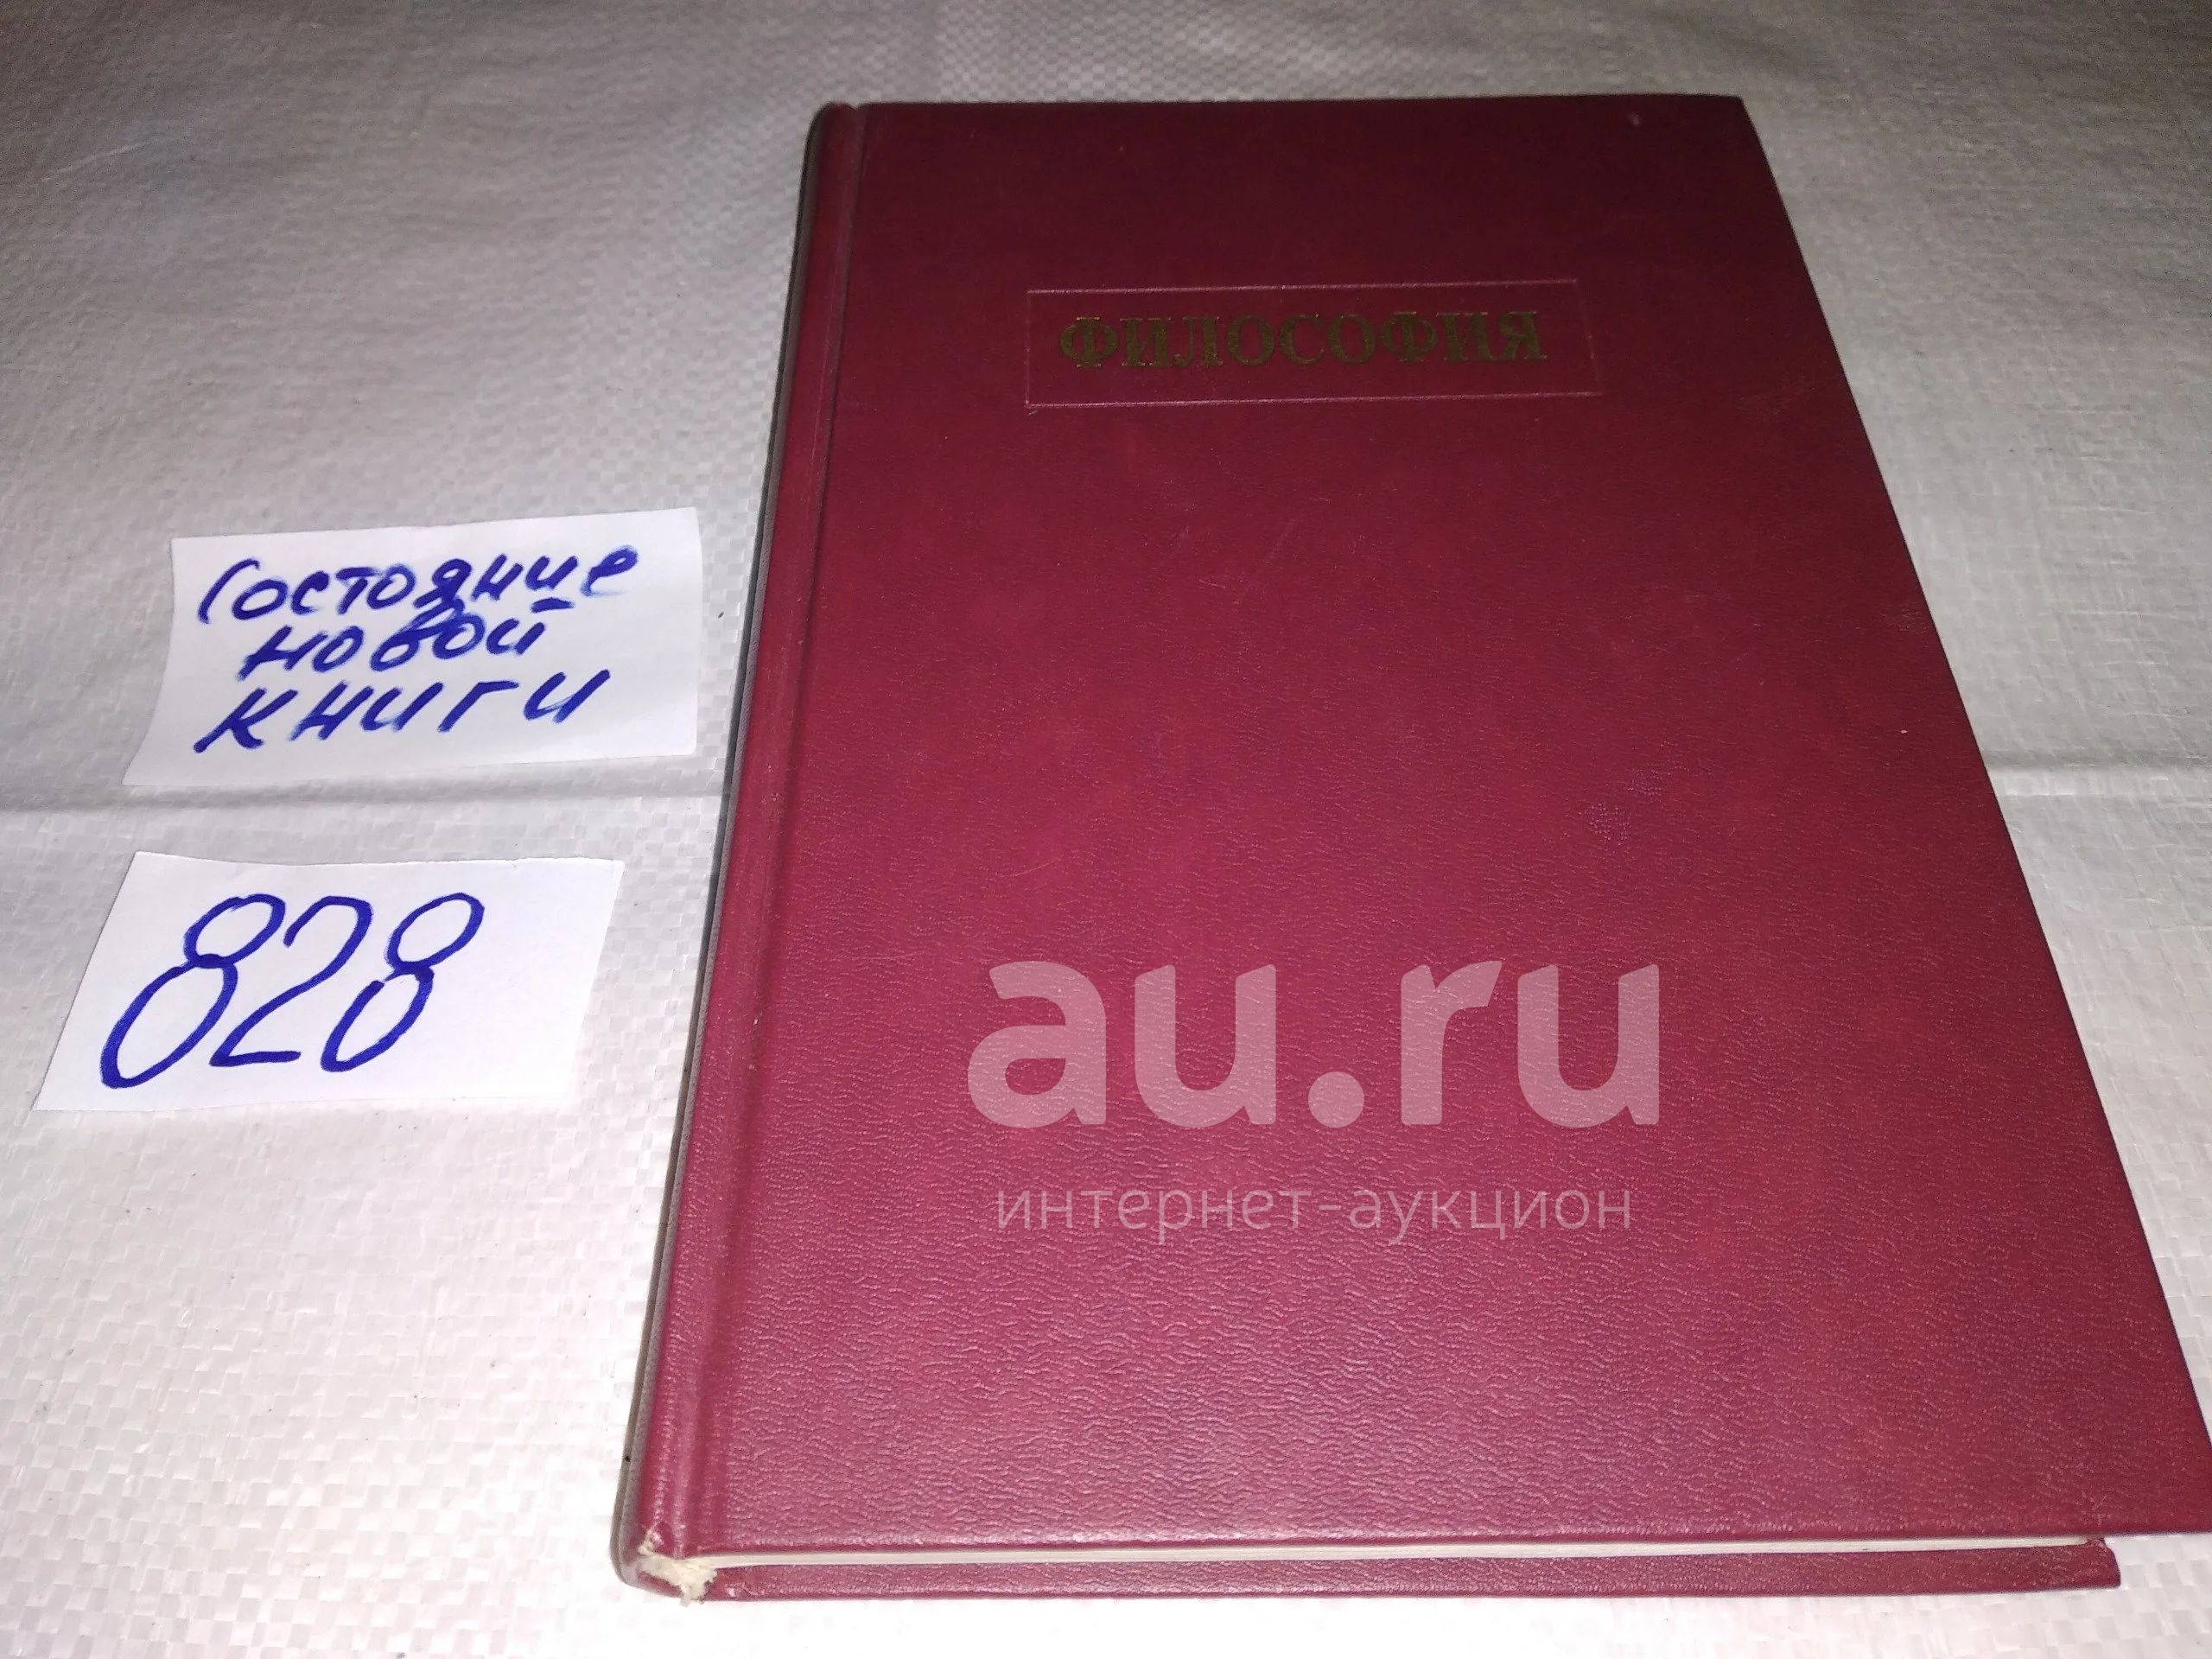 ФИЛОСОФИЯ
Состояние
новой
книги
828
au.ru
интернет-аукцион